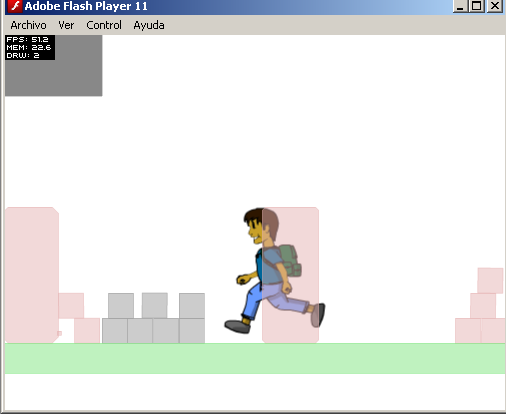 Adobe Flash Player 11
Archivo Ver Control Ayuda
FPS: 51.2
MEM: 22.6
DRW: 2